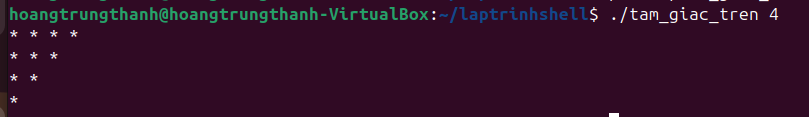 hoangtrungthanh@hoangtrungthanh-VirtualBox:~/laptrinhshell$ ./tam_giac_tren 4
* * * *
* * *
* *
*